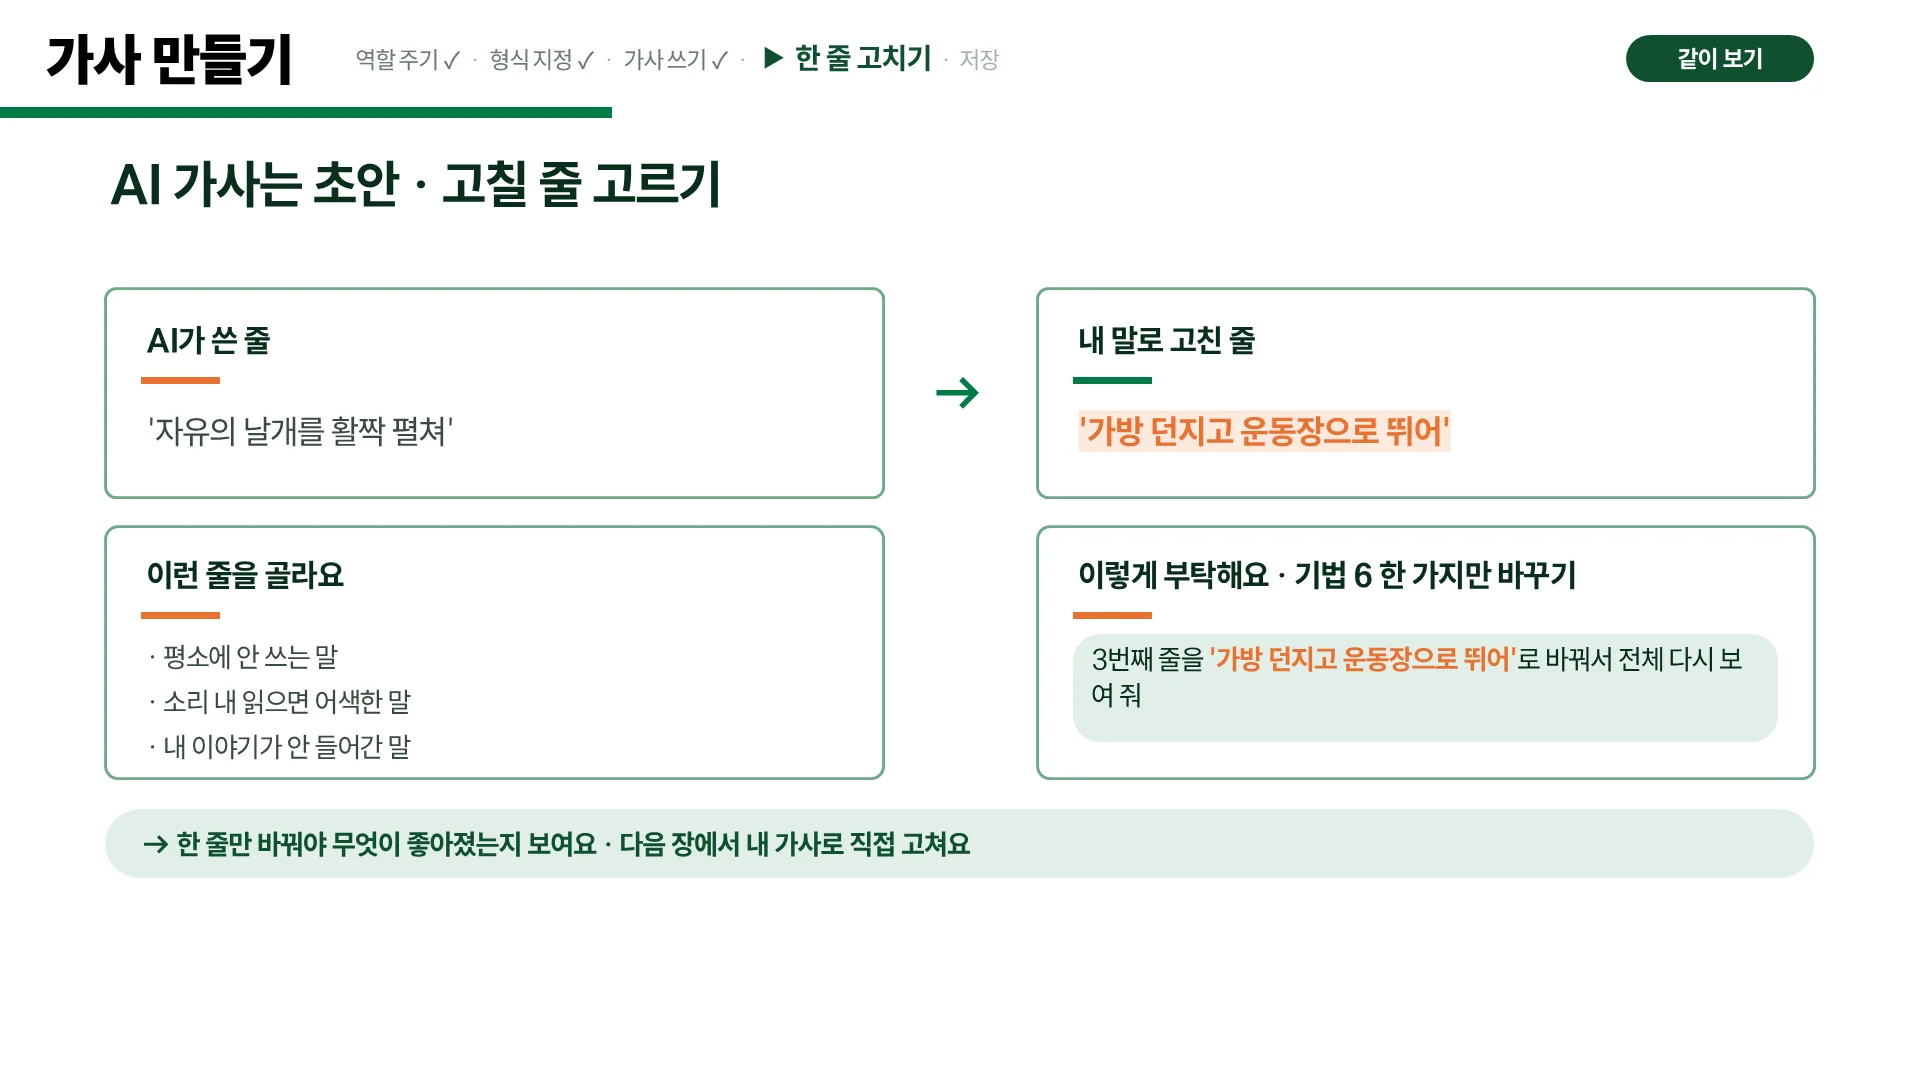 가사 만들기
역할 주기 ✓ · 형식 지정 ✓ · 가사 쓰기 ✓ · ▶ 한 줄 고치기 · 저장
같이 보기
AI 가사는 초안 · 고칠 줄 고르기
AI가 쓴 줄
'자유의 날개를 활짝 펼쳐'
→
내 말로 고친 줄
'가방 던지고 운동장으로 뛰어'
이런 줄을 골라요
· 평소에 안 쓰는 말
· 소리 내 읽으면 어색한 말
· 내 이야기가 안 들어간 말
이렇게 부탁해요 · 기법 6 한 가지만 바꾸기
3번째 줄을 '가방 던지고 운동장으로 뛰어'로 바꿔서 전체 다시 보
여 줘
→ 한 줄만 바꿔야 무엇이 좋아졌는지 보여요 · 다음 장에서 내 가사로 직접 고쳐요